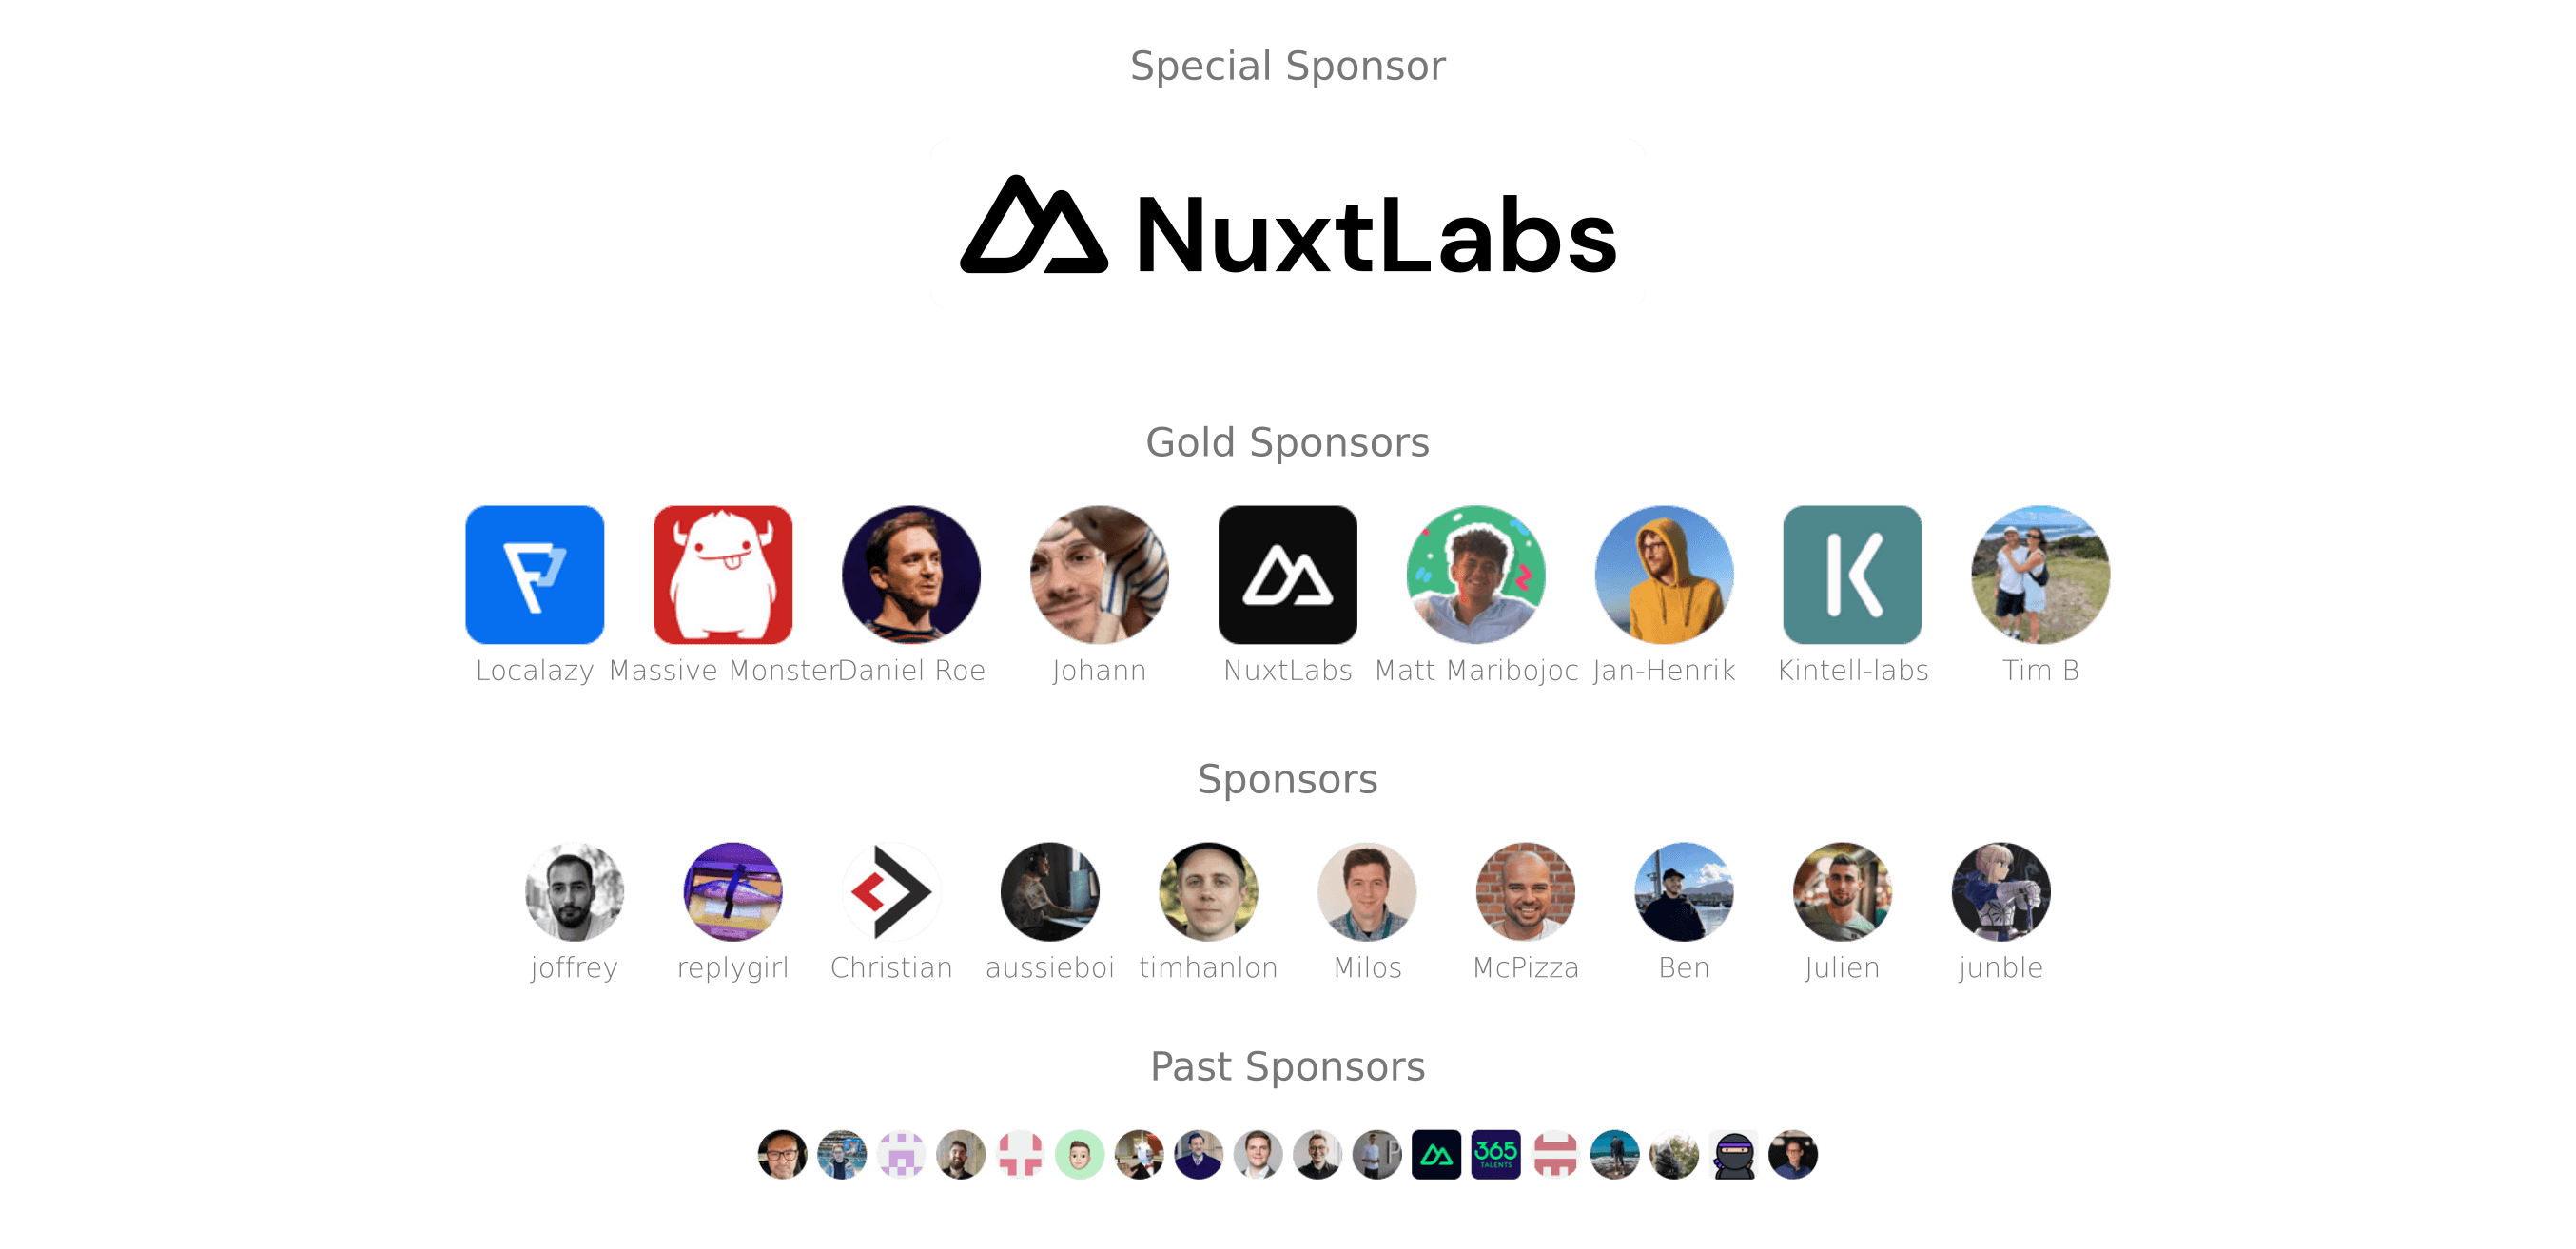 Special Sponsor
NuxtLabs
Gold Sponsors
Localazy Massive Monster Daniel Roe Johann NuxtLabs Matt Maribojoc Jan-Henrik Kintell-labs Tim B
Sponsors
joffrey replygirl Christian aussieboi timhanlon Milos McPizza Ben Julien junble
Past Sponsors
365
TALENTS